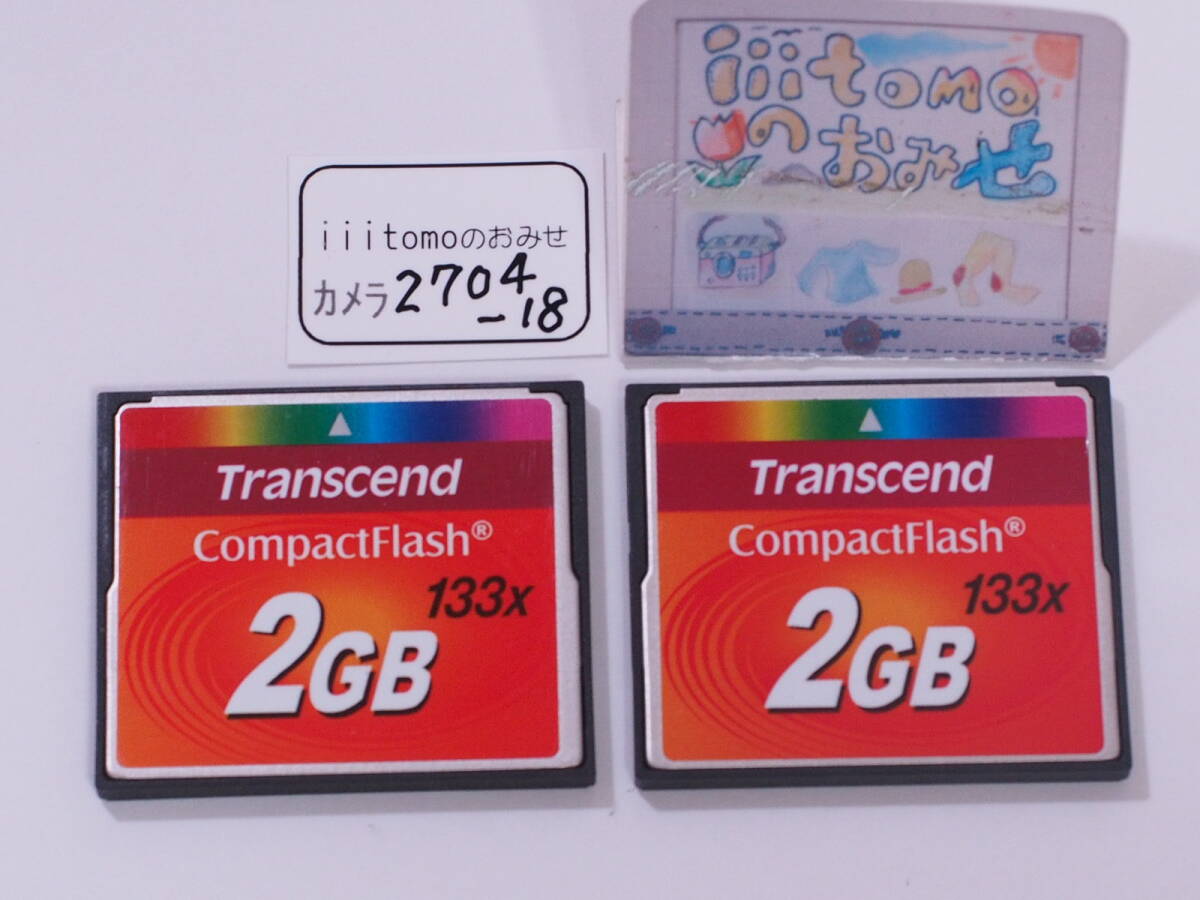 iiitomo
のおみせ
iiitomoのおみせ
カメラ2704
-18
Transcend
CompactFlash®
133x
2GB
Transcend
CompactFlash®
133x
2GB